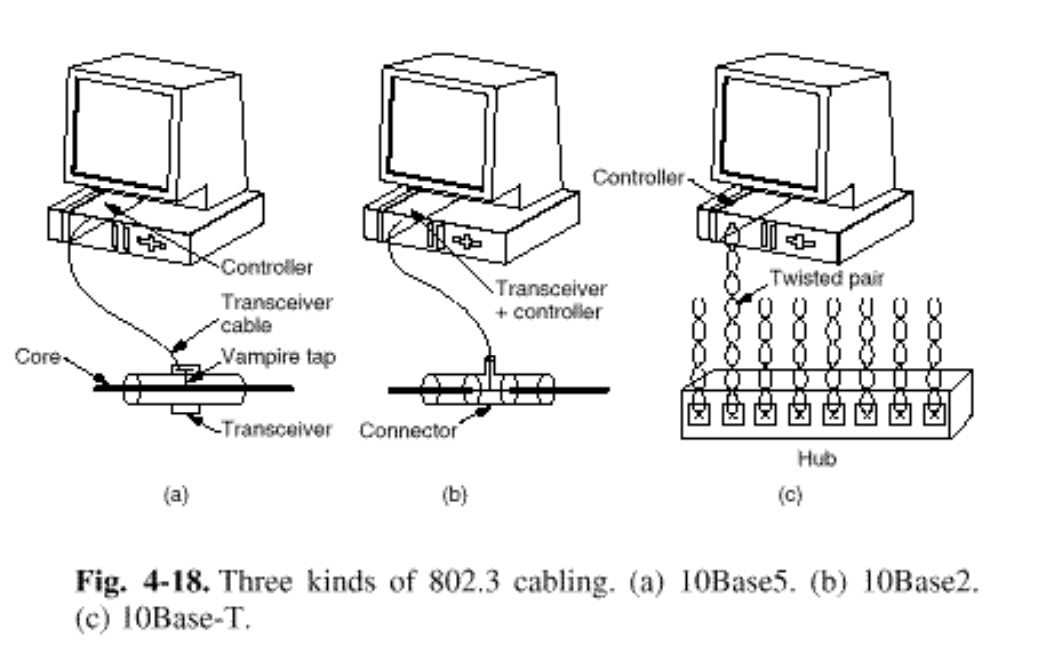 Controller
Transceiver
cable
Core
Vampire tap
Transceiver
(a)
Transceiver
+ controller
Connector
(b)
Controller
Twisted pair
Hub
(c)
Fig. 4-18. Three kinds of 802.3 cabling. (a) 10Base5. (b) 10Base2.
(c) 10Base-T.